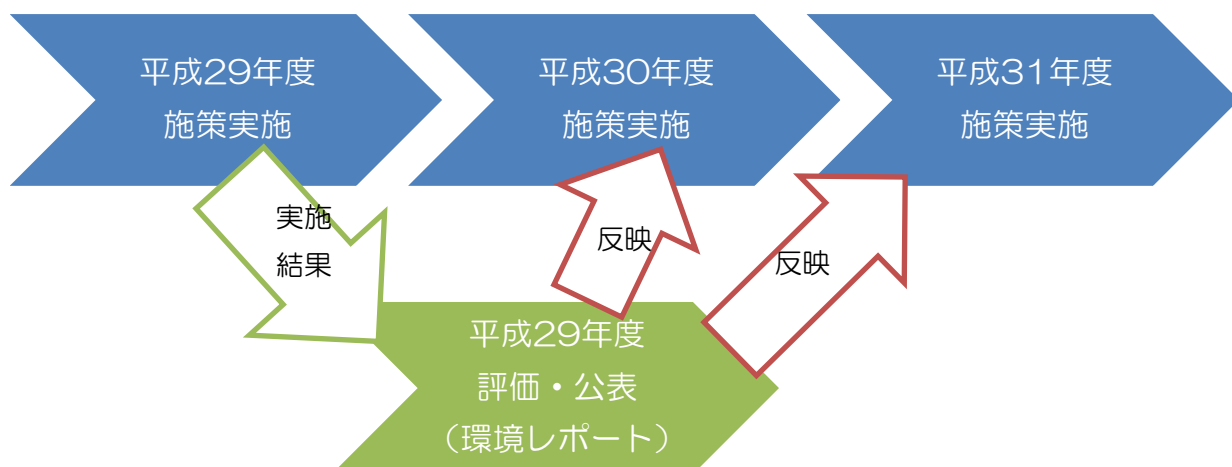 平成29年度
施策実施
平成30年度
施策実施
平成31年度
施策実施
実施
結果
反映
反映
平成29年度
評価・公表
（環境レポート）